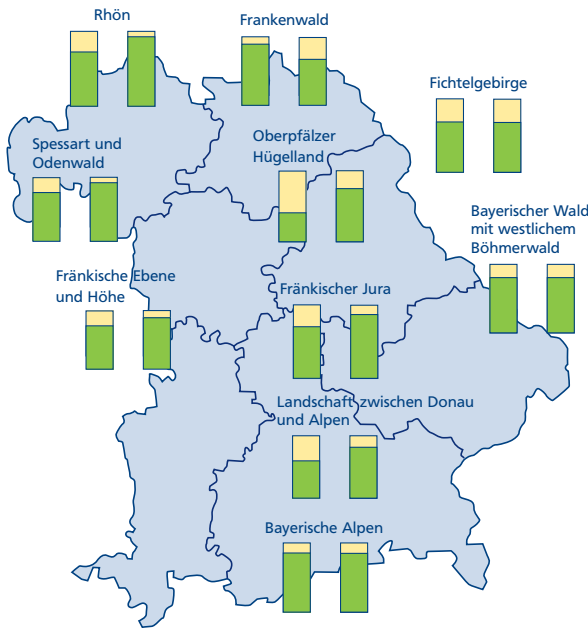 Rhön
Frankenwald
Fichtelgebirge
Spessart und
Odenwald
Oberpfälzer
Hügelland
Bayerischer Wald
mit westlichem
Böhmerwald
Fränkische Ebene
und Höhe
Fränkischer Jura
Landschaft zwischen Donau
und Alpen
Bayerische Alpen